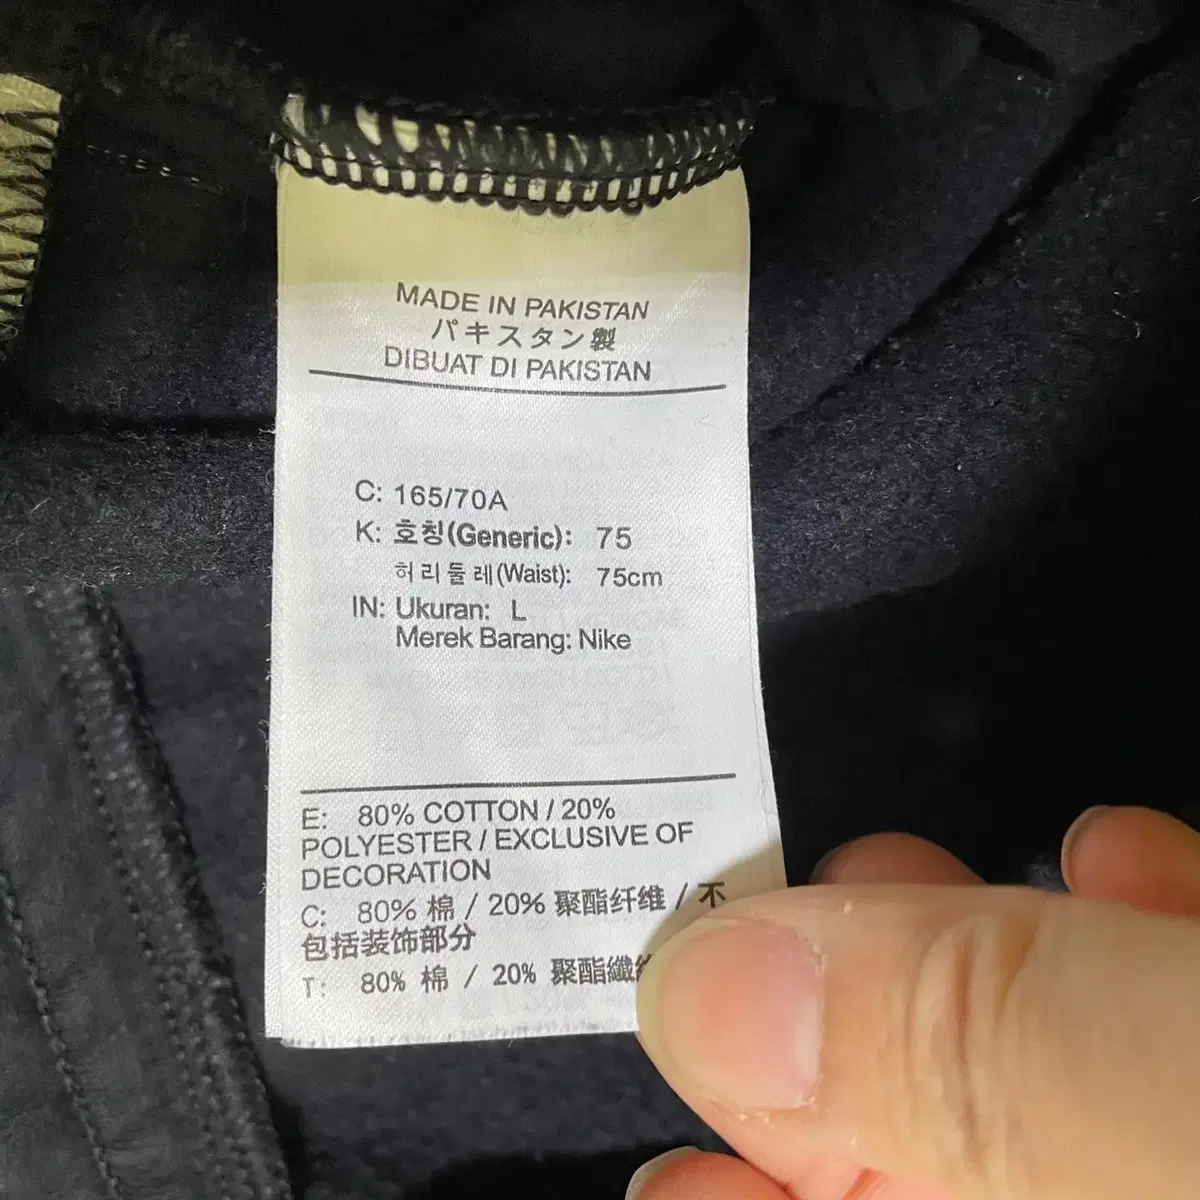 MADE IN PAKISTAN
パキスタン製
DIBUAT DI PAKISTAN
C: 165/70A
K: 호칭(Generic): 75
허리둘레(Waist): 75cm
IN: Ukuran: L
Merek Barang: Nike
E: 80% COTTON / 20%
POLYESTER / EXCLUSIVE OF
DECORATION
C: 80% 棉 / 20% 聚酯纤维 / 不
包括装饰部分
T: 80% 棉 / 20% 聚酯纖